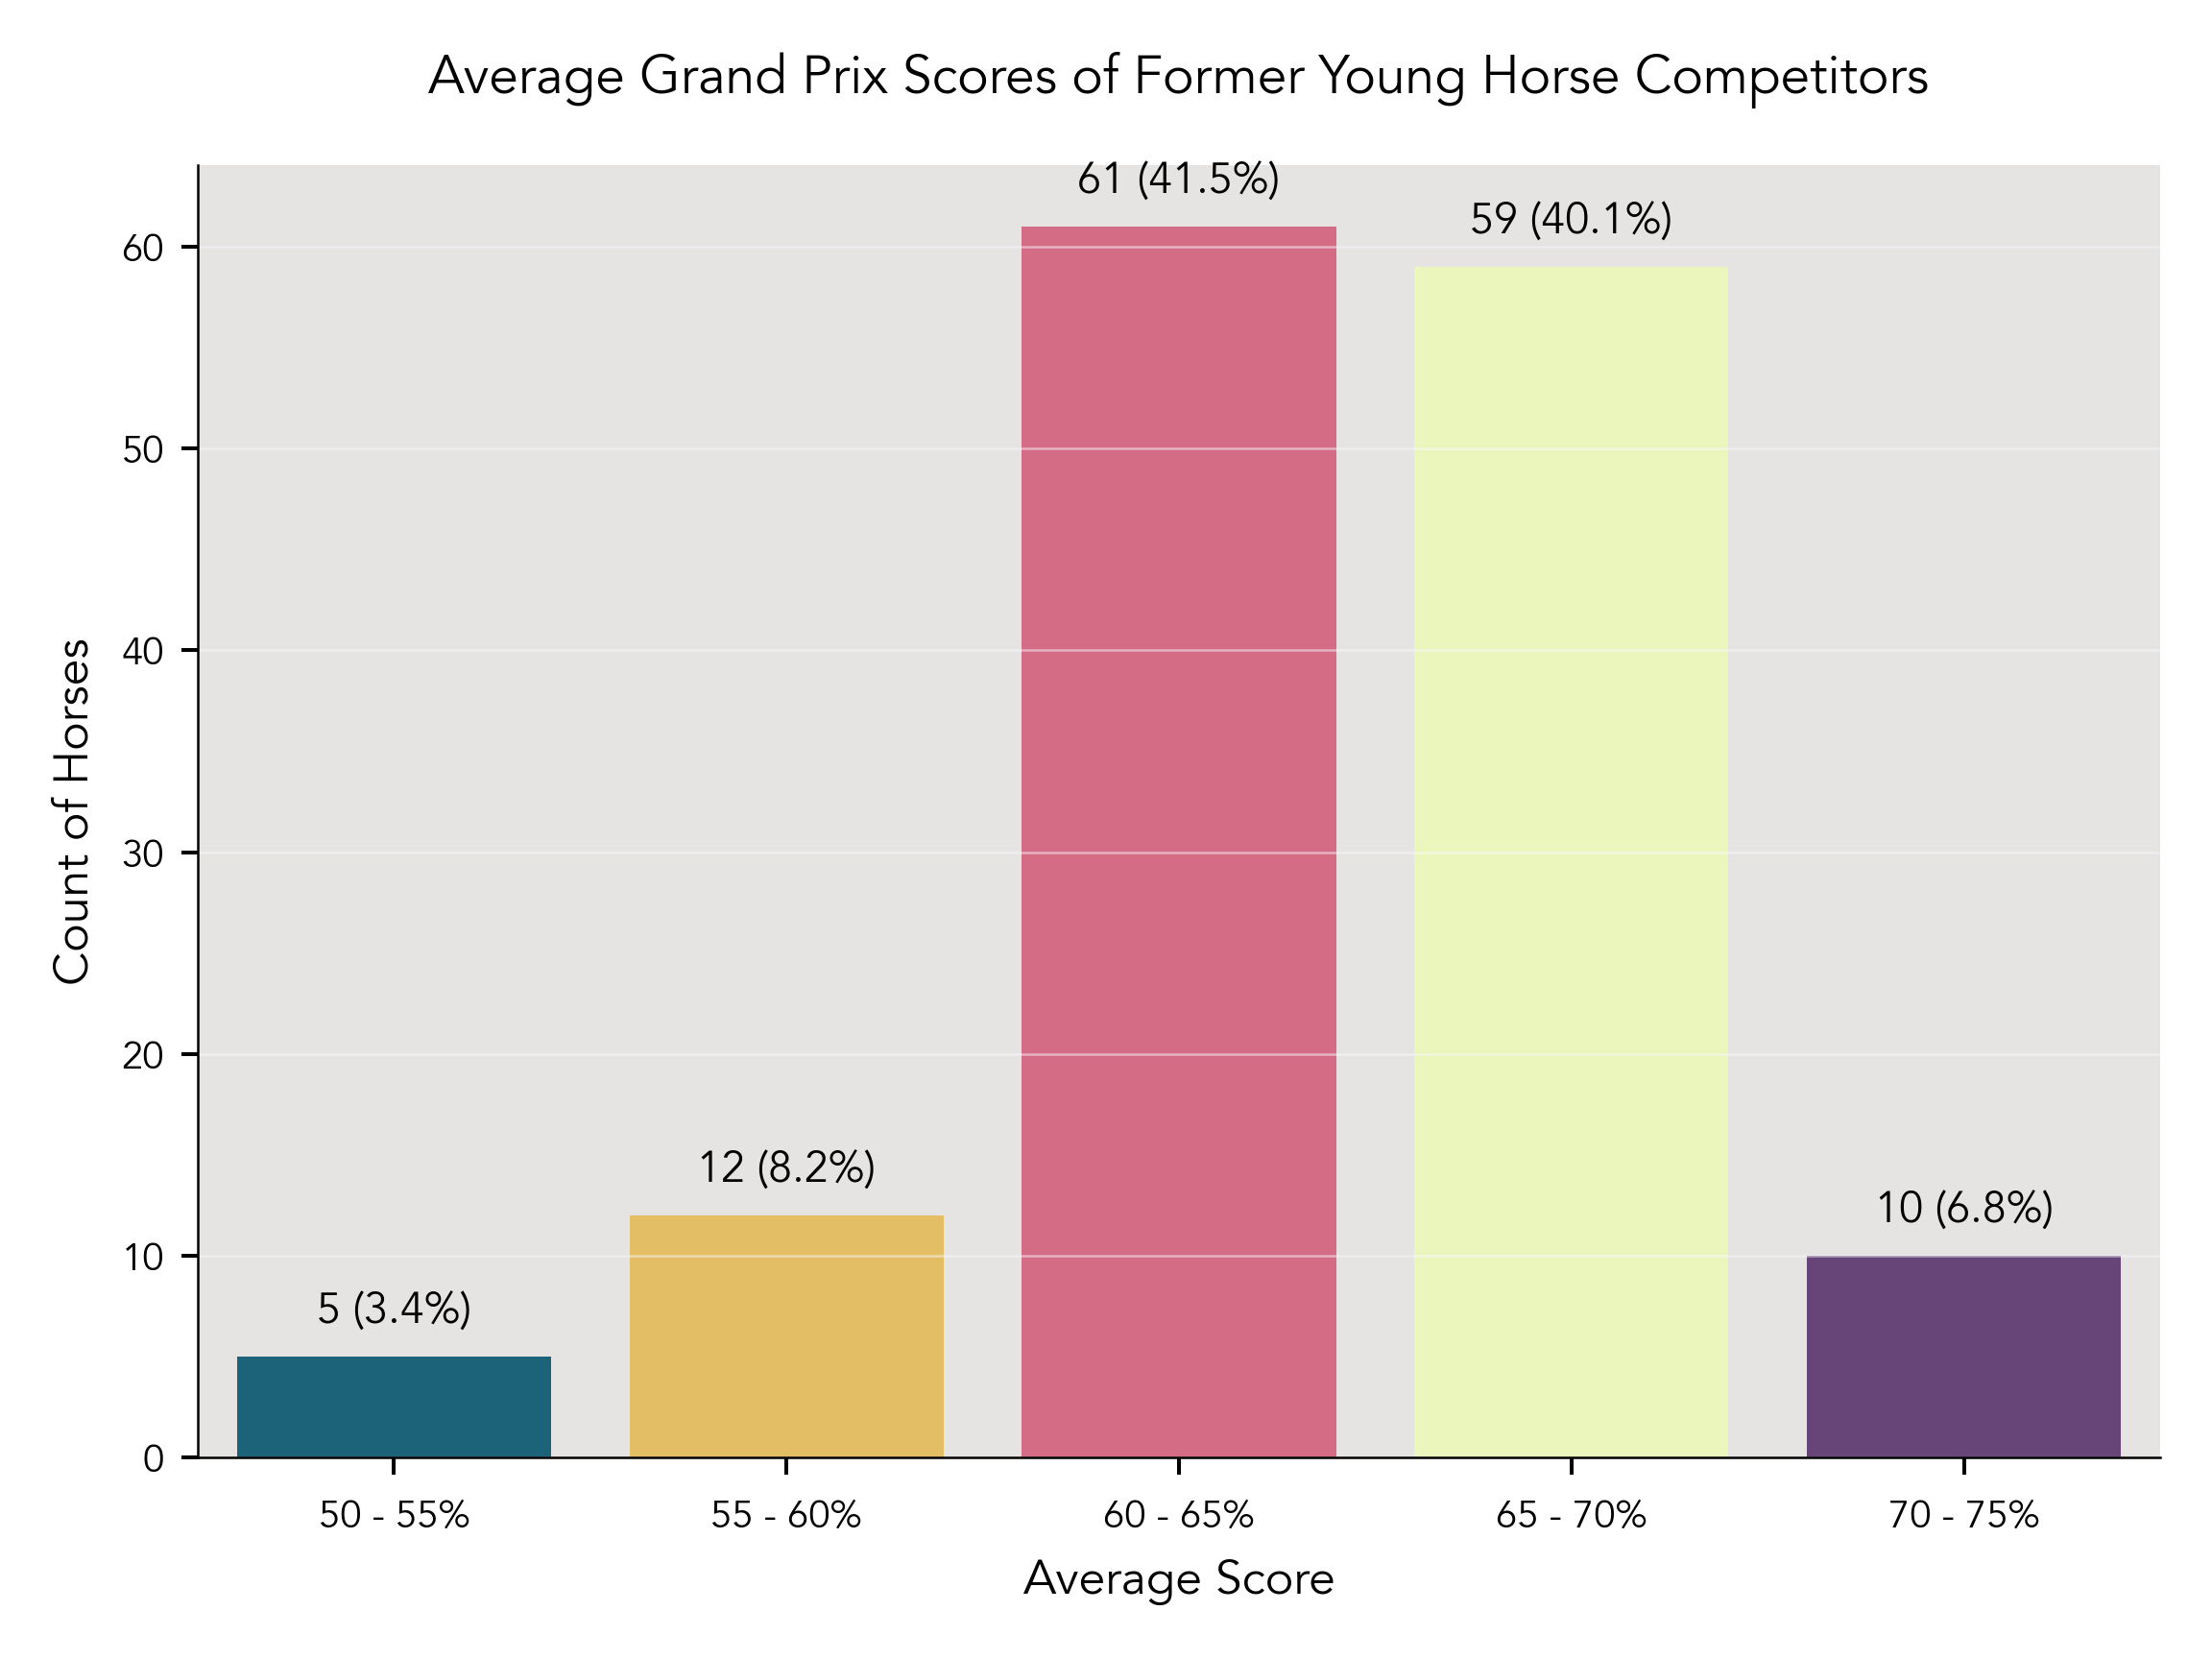 Average Grand Prix Scores of Former Young Horse Competitors
61 (41.5%)
59 (40.1%)
12 (8.2%)
10 (6.8%)
5 (3.4%)
Count of Horses
60
50
40
30
20
10
0
50 - 55%
55 - 60%
60 - 65%
65 - 70%
70 - 75%
Average Score